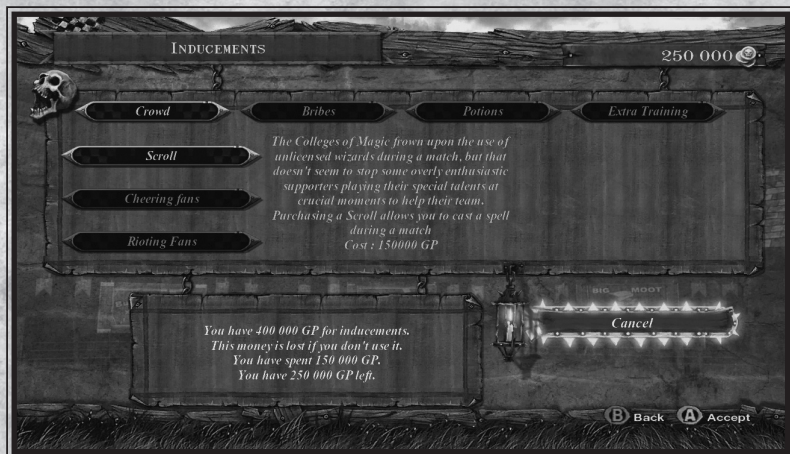 INDUCEMENTS
250 000
Crowd
Bribes
Potions
Extra Training
Scroll
Cheering fans
Rioting Fans
The Colleges of Magic frown upon the use of
unlicensed wizards during a match, but that
doesn't seem to stop some overly enthusiastic
supporters playing their special talents at
crucial moments to help their team.
Purchasing a Scroll allows you to cast a spell
during a match
Cost : 150000 GP
BIG MOOT
You have 400 000 GP for inducements.
This money is lost if you don't use it.
You have spent 150 000 GP.
You have 250 000 GP left.
Cancel
B Back A Accept